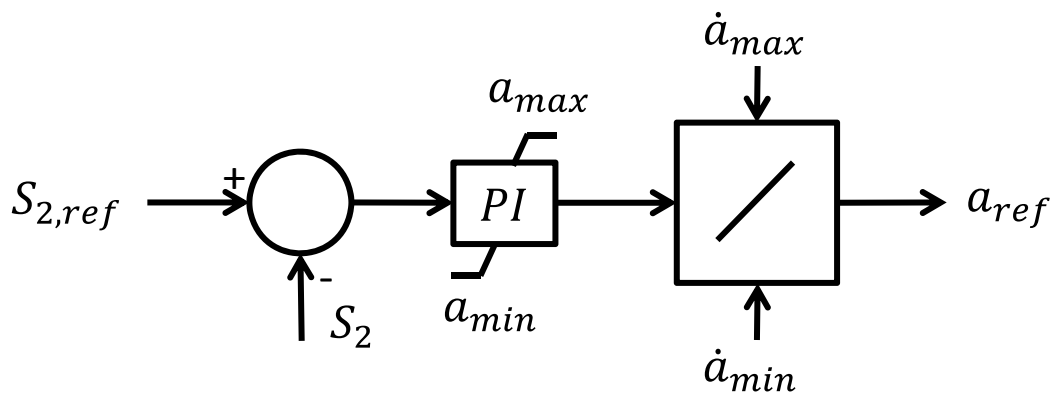 ȧ_max
a_max
S_2,ref
+
PI
a_ref
-
S_2
a_min
ȧ_min